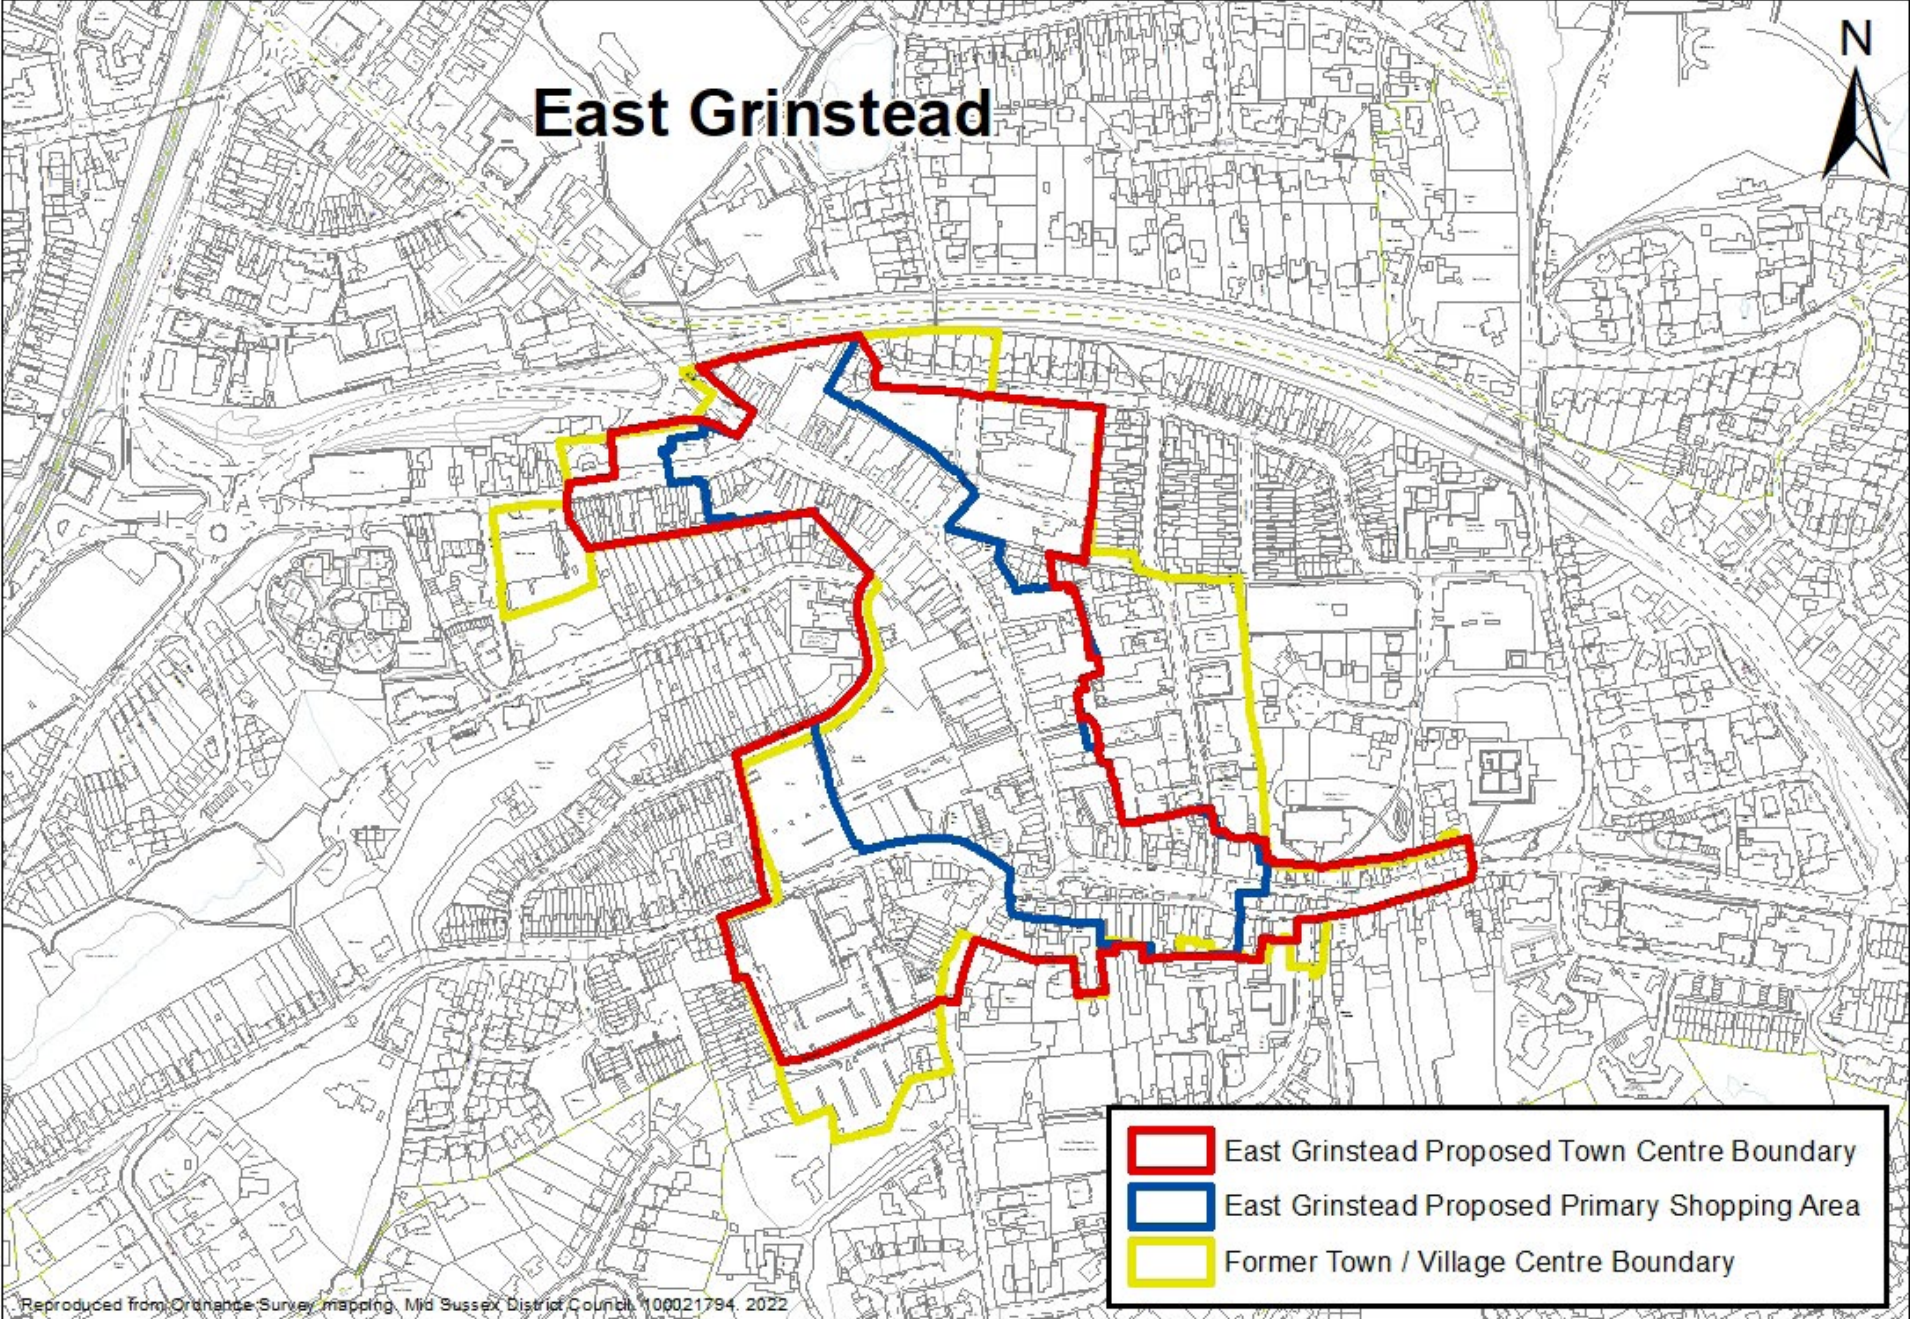 N
East Grinstead
East Grinstead Proposed Town Centre Boundary
East Grinstead Proposed Primary Shopping Area
Former Town / Village Centre Boundary
Reproduced from Ordnance Survey mapping. Mid Sussex District Council. 100021794. 2022